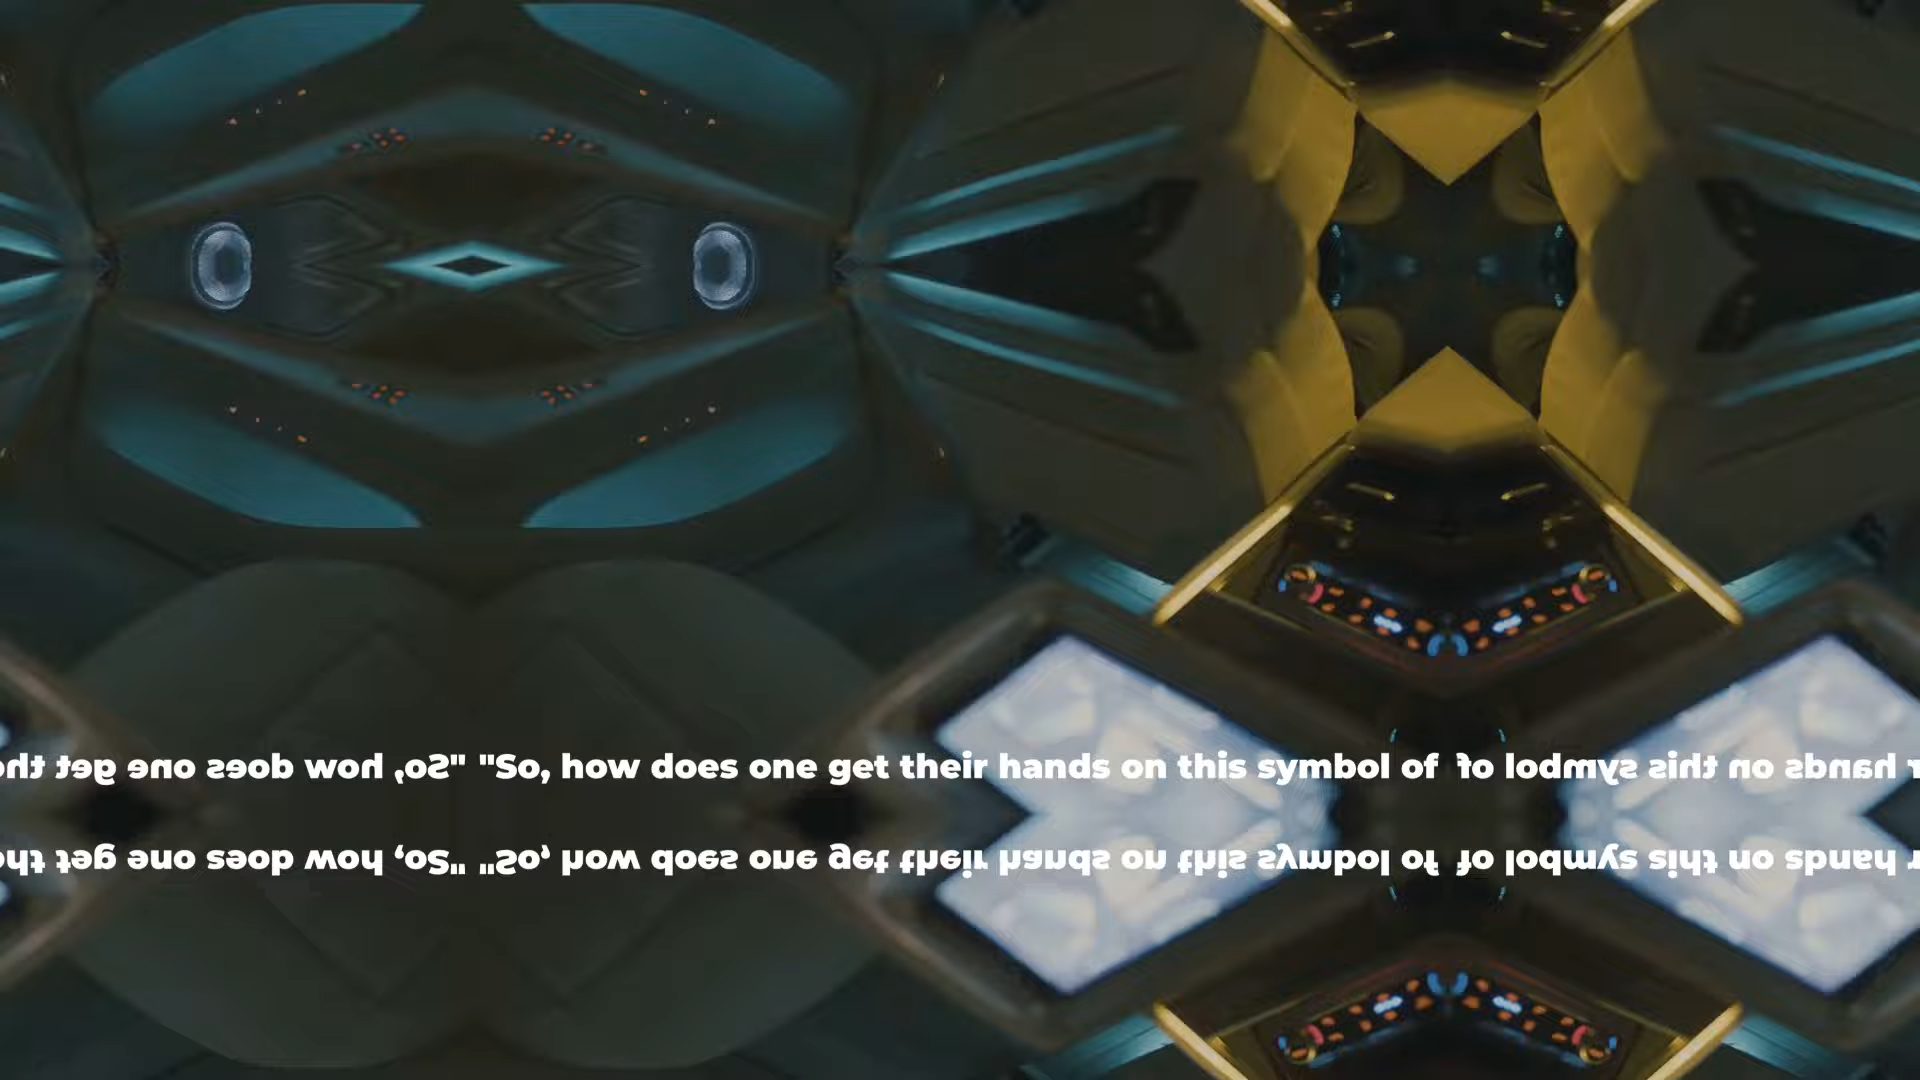 "So, how does one get their hands on this symbol of